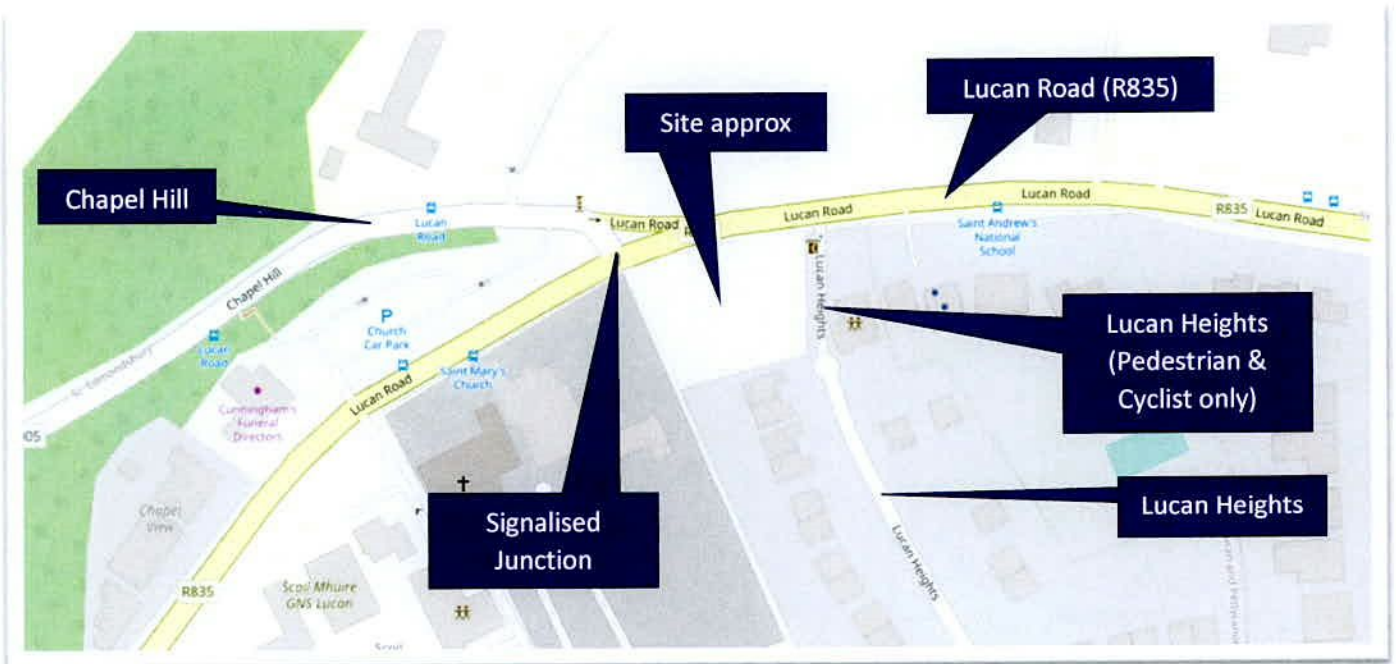 Lucan Road (R835)
Site approx
Chapel Hill
Lucan
Road
Lucan Road
Lucan Road
Lucan Road
R835
Lucan Road
Saint Andrew's
National
School
Chapel Hill
P
Church
Car Park
Lucan
Road
Saint Mary's
Church
Lucan Road
Cunningham's
Funeral
Directors
Lucan Heights
Lucan Heights
(Pedestrian &
Cyclist only)
Lucan Heights
Signalised
Junction
Chapel
View
R835
Scoil Mhuire
GNS Lucan
Lucan Heights